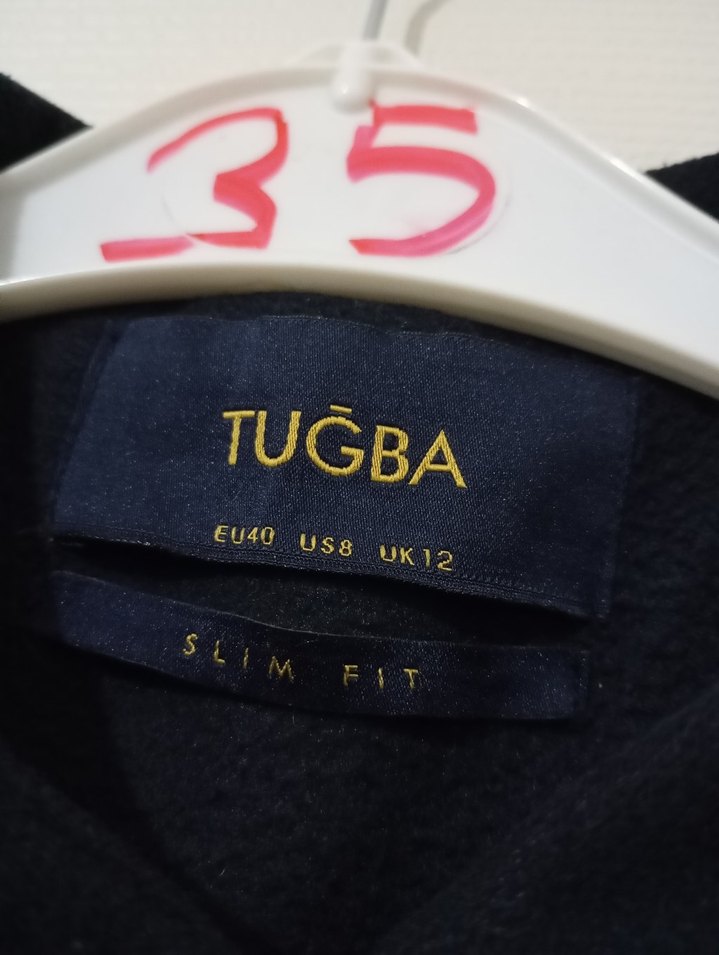 35
TUĞBA
EU40 US8 UK12
SLIM FIT